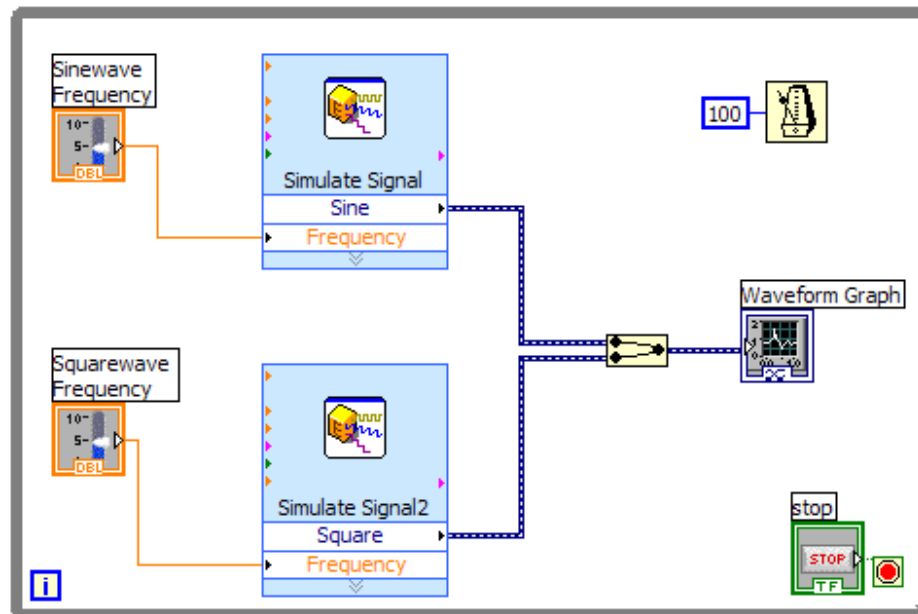 Sinewave
Frequency
10
5
DBL
Simulate Signal
Sine
Frequency
100
Waveform Graph
Squarewave
Frequency
10
5
DBL
Simulate Signal2
Square
Frequency
stop
STOP
TF
i